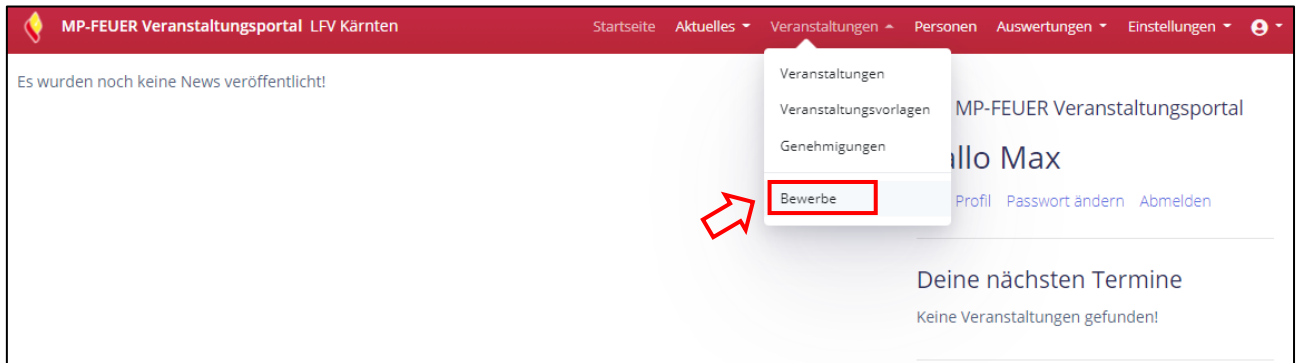 MP-FEUER Veranstaltungsportal LFV Kärnten Startseite Aktuelles Veranstaltungen Personen Auswertungen Einstellungen
Es wurden noch keine News veröffentlicht!
Veranstaltungen
Veranstaltungsvorlagen
Genehmigungen
Bewerbe
MP-FEUER Veranstaltungsportal
allo Max
Profil Passwort ändern Abmelden
Deine nächsten Termine
Keine Veranstaltungen gefunden!